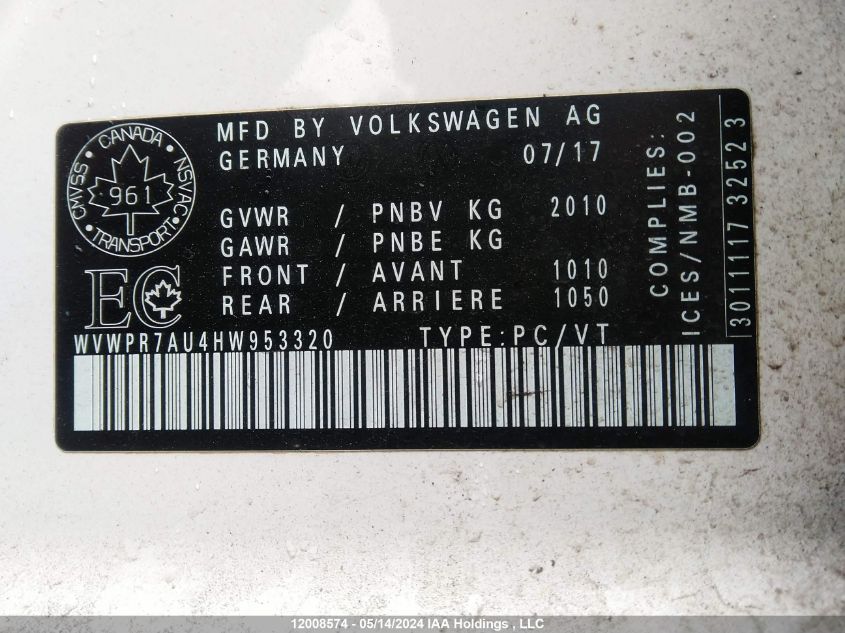 CANADA
CMVSS
NSVAC
961
TRANSPORT
EC
MFD BY VOLKSWAGEN AG
GERMANY 07/17
GVWR / PNBV KG 2010
GAWR / PNBE KG
FRONT / AVANT 1010
REAR / ARRIERE 1050
WVWPR7AU4HW953320 TYPE:PC/VT
COMPLIES:
ICES/NMB-002
3011117 32523
12008574 - 05/14/2024 IAA Holdings , LLC